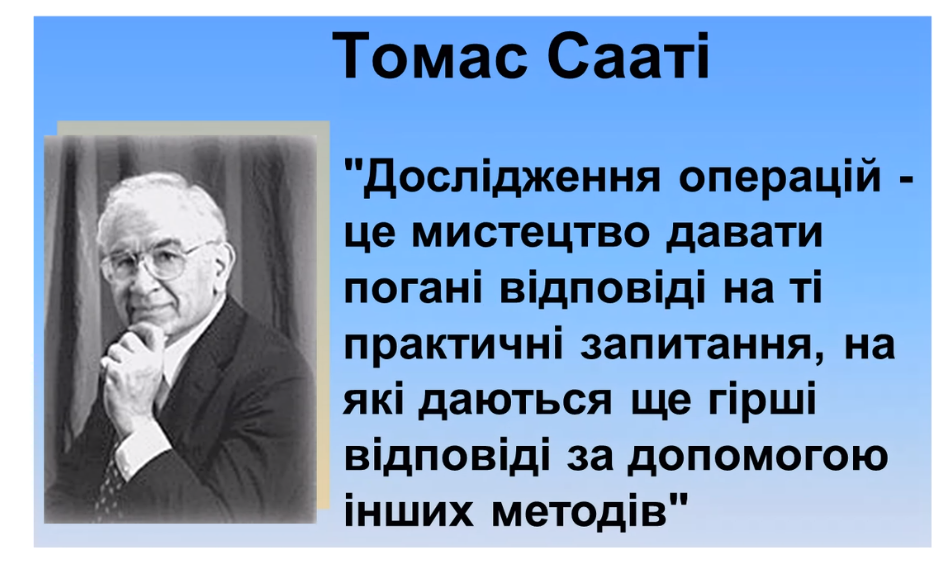 Томас Сааті
"Дослідження операцій -
це мистецтво давати
погані відповіді на ті
практичні запитання, на
які даються ще гірші
відповіді за допомогою
інших методів"